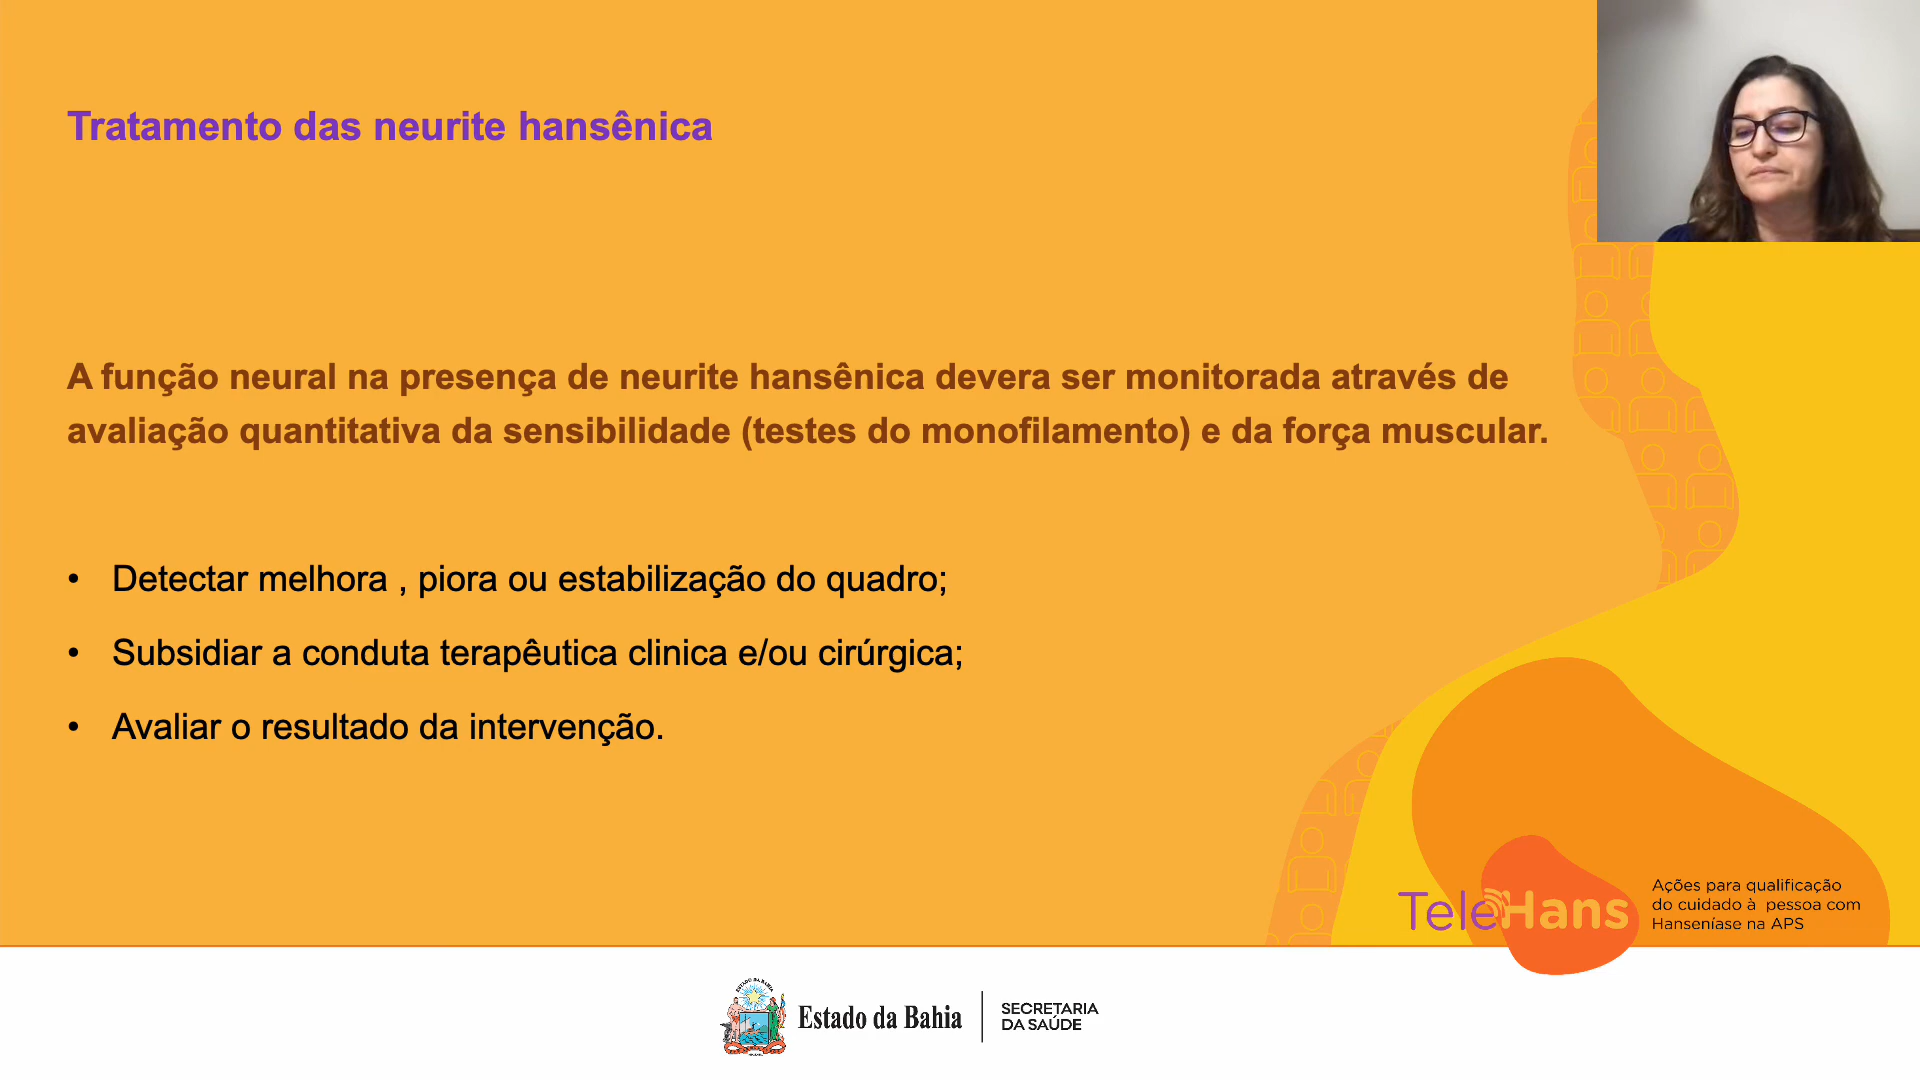 Tratamento das neurite hansênica
A função neural na presença de neurite hansênica devera ser monitorada através de
avaliação quantitativa da sensibilidade (testes do monofilamento) e da força muscular.
• Detectar melhora , piora ou estabilização do quadro;
• Subsidiar a conduta terapêutica clinica e/ou cirúrgica;
• Avaliar o resultado da intervenção.
TeleHans
Ações para qualificação
do cuidado à pessoa com
Hanseníase na APS
Estado da Bahia
SECRETARIA
DA SAÚDE